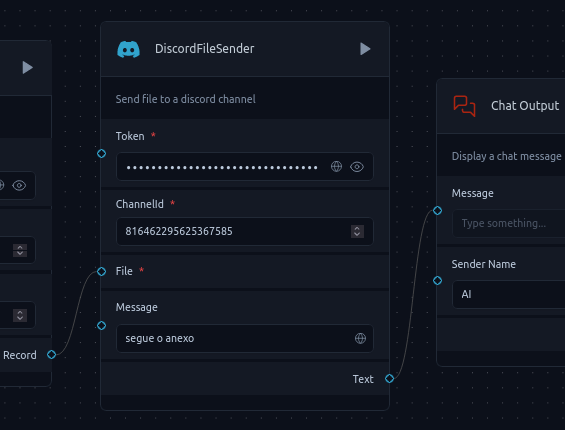 DiscordFileSender
Send file to a discord channel
Token *
••••••••••••••••••••••••••••••
ChannelId *
816462295625367585
File *
Message
segue o anexo
Text
Record
Chat Output
Display a chat message
Message
Type something...
Sender Name
AI